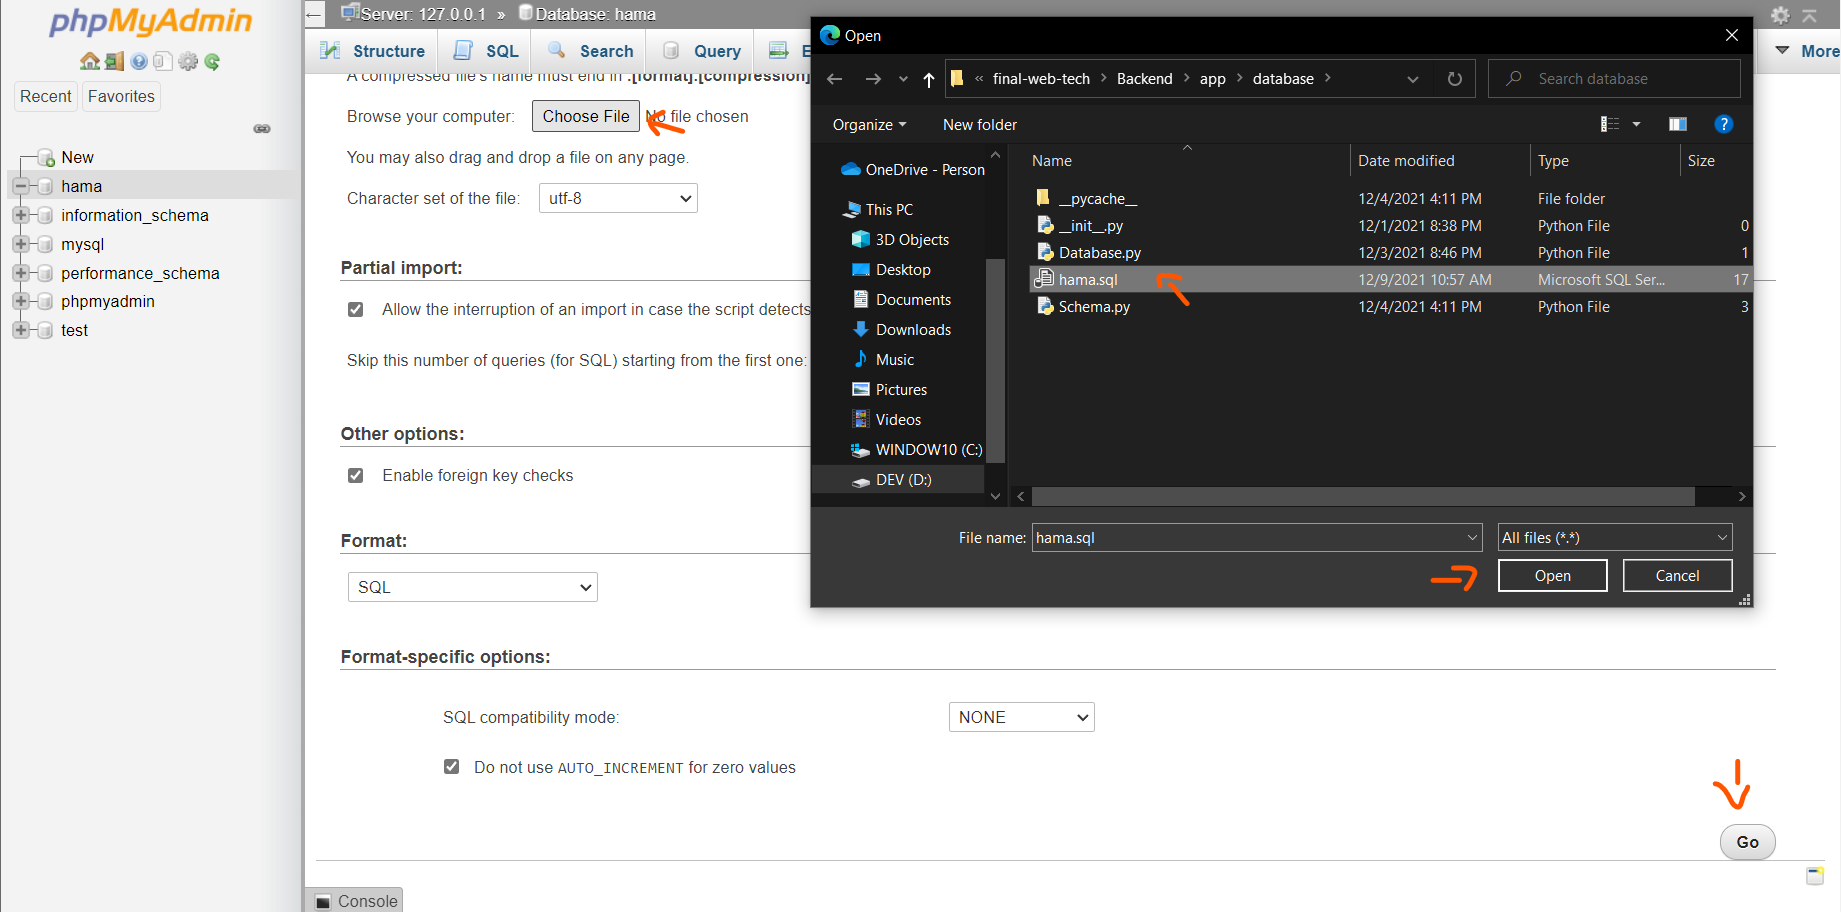 phpMyAdmin
Recent
Favorites
New
hama
information_schema
mysql
performance_schema
phpmyadmin
test
Server: 127.0.0.1 » Database: hama
Structure
SQL
Search
Query
More
A compressed file's name must end in .[format].[compression]
Browse your computer: Choose File No file chosen
You may also drag and drop a file on any page.
Character set of the file: utf-8
Partial import:
Allow the interruption of an import in case the script detects
Skip this number of queries (for SQL) starting from the first one:
Other options:
Enable foreign key checks
Format:
SQL
Format-specific options:
SQL compatibility mode: NONE
Do not use AUTO_INCREMENT for zero values
Go
Console
Open
« final-web-tech > Backend > app > database >
Search database
Organize
New folder
?
OneDrive - Person
This PC
3D Objects
Desktop
Documents
Downloads
Music
Pictures
Videos
WINDOW10 (C:)
DEV (D:)
Name Date modified Type Size
__pycache__ 12/4/2021 4:11 PM File folder
__init__.py 12/1/2021 8:38 PM Python File 0
Database.py 12/3/2021 8:46 PM Python File 1
hama.sql 12/9/2021 10:57 AM Microsoft SQL Ser... 17
Schema.py 12/4/2021 4:11 PM Python File 3
File name: hama.sql
All files (*.*)
Open
Cancel